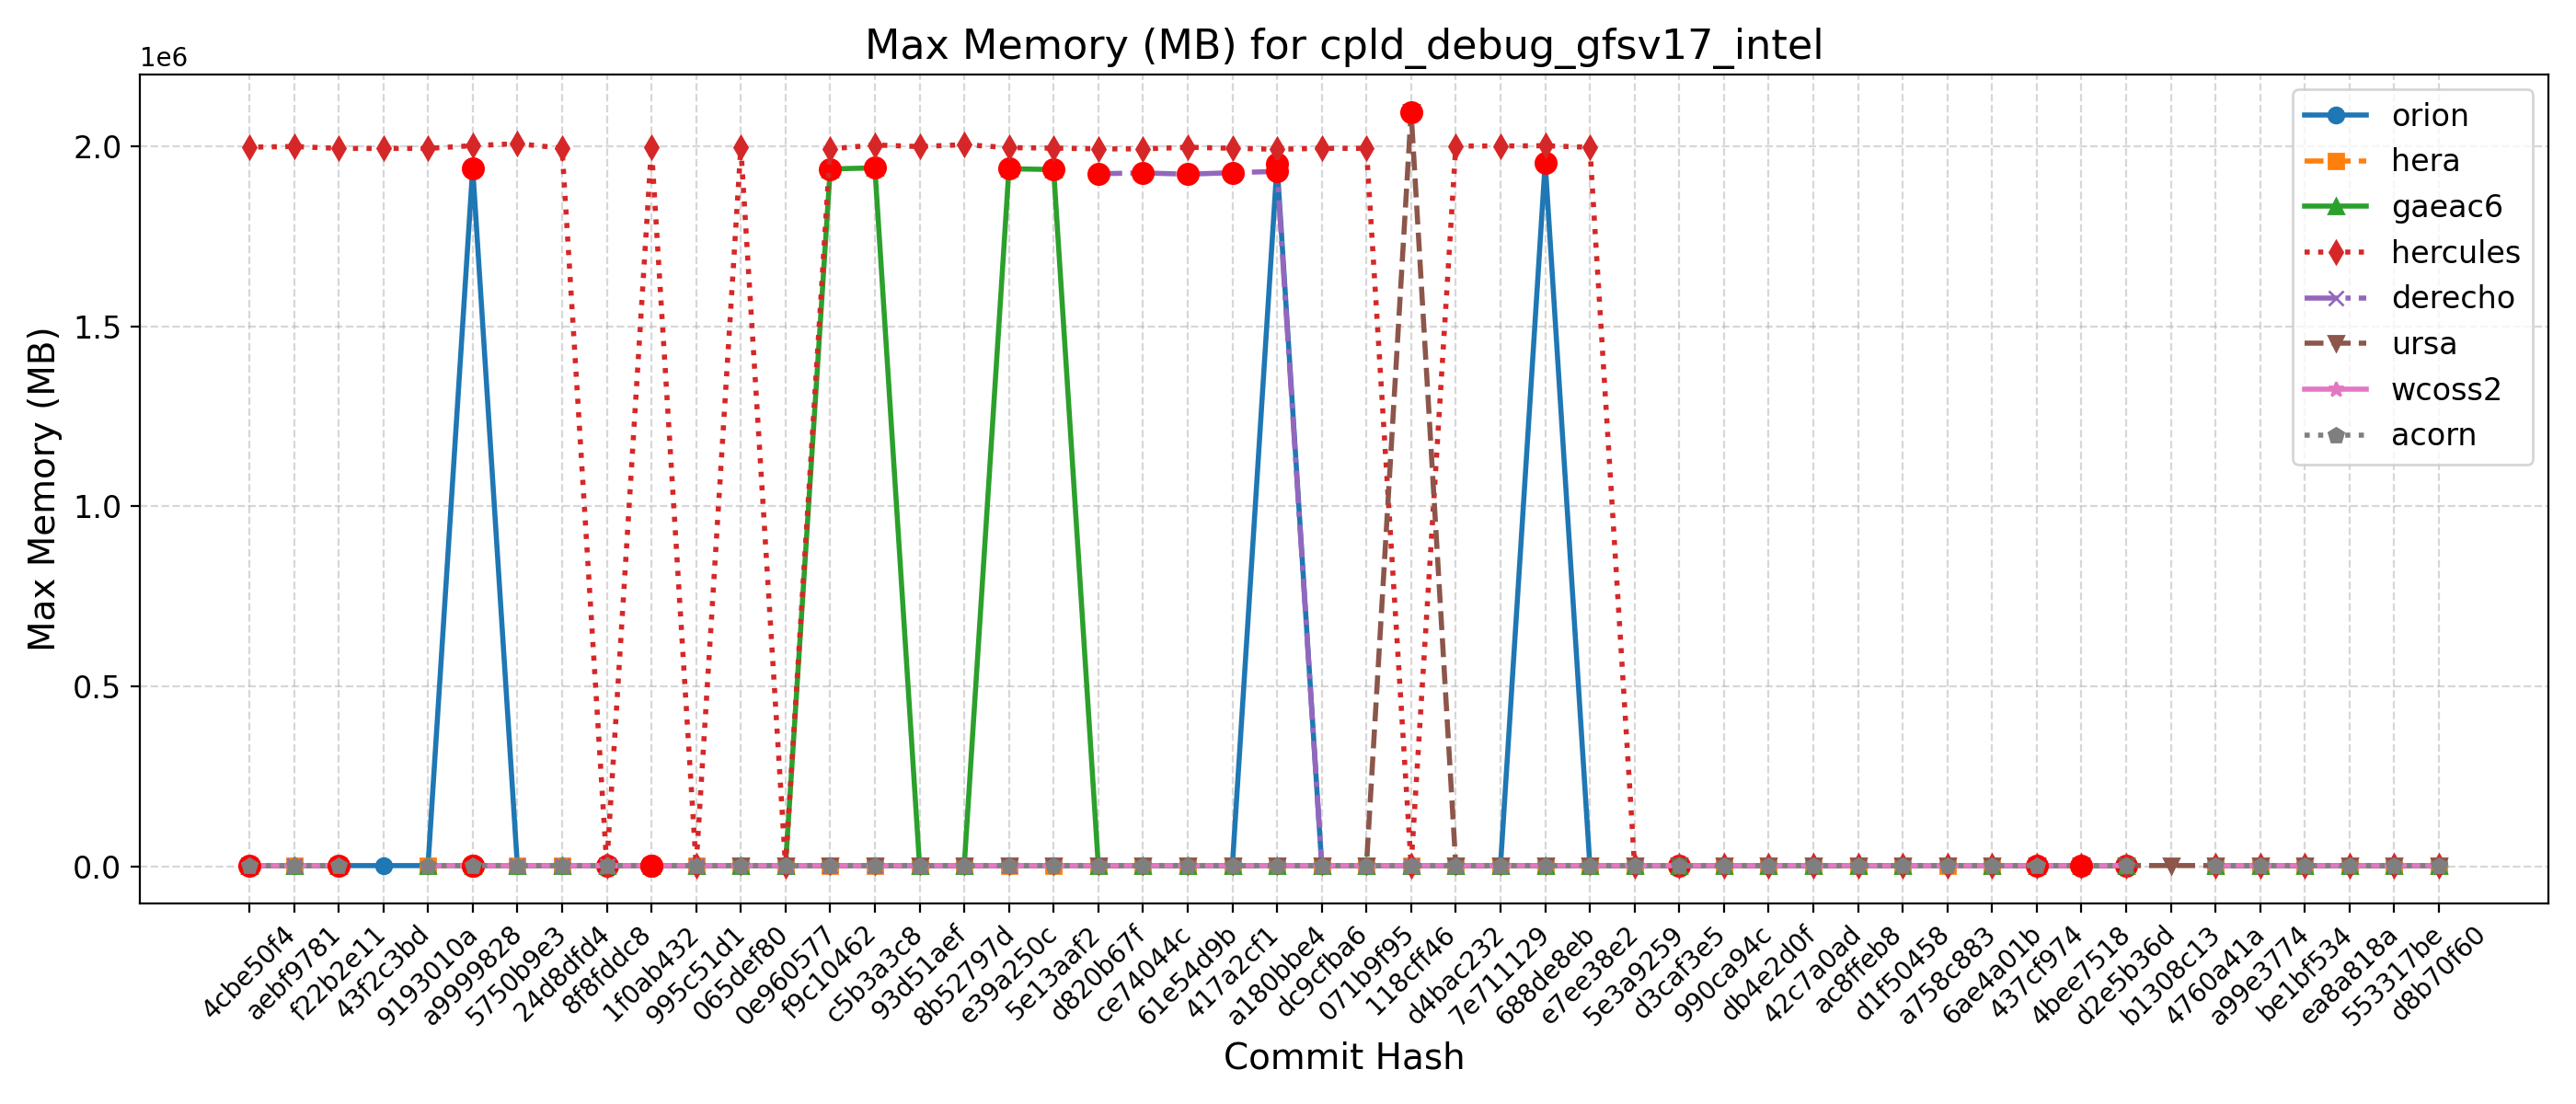 Max Memory (MB) for cpld_debug_gfsv17_intel
1e6
Max Memory (MB)
2.0
1.5
1.0
0.5
0.0
orion
hera
gaeac6
hercules
derecho
ursa
wcoss2
acorn
4cbe50f4
aebf9781
f22b2e11
43f2c3bd
9193010a
a9999828
5750b9e3
24d8dfd4
8f8fddc8
1f0ab432
995c51d1
065def80
0e960577
f9c10462
c5b3a3c8
93d51aef
8b52797d
e39a250c
5e13aaf2
d820b67f
ce74044c
61e54d9b
417a2cf1
a180bbe4
dc9cfba6
071b9f95
118cff46
d4bac232
7e711129
688de8eb
e7ee38e2
5e3a9259
d3caf3e5
990ca94c
db4e2d0f
42c7a0ad
ac8ffeb8
d1f50458
a758c883
6ae4a01b
437cf974
4bee7518
d2e5b36d
b1308c13
4760a41a
a99e3774
be1bf534
ea8a818a
553317be
d8b70f60
Commit Hash